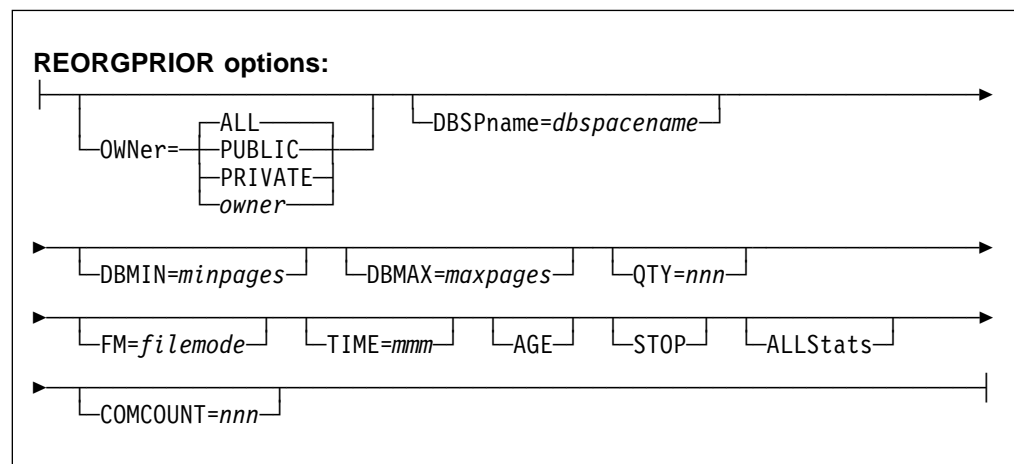 REORGPRIOR options:
ALL
OWNer= PUBLIC DBSPname=dbspacename
PRIVATE
owner
DBMIN=minpages DBMAX=maxpages QTY=nnn
FM=filemode TIME=mmm AGE STOP ALLStats
COMCOUNT=nnn